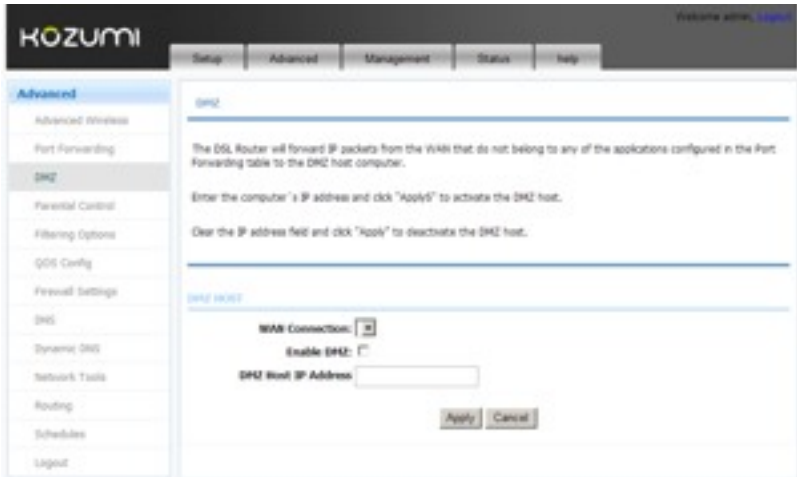 Welcome admin, Logout
KOZUMI
Setup Advanced Management Status help
Advanced
Advanced Wireless
Port Forwarding
DMZ
Parental Control
Filtering Options
QOS Config
Firewall Settings
DNS
Dynamic DNS
Network Tools
Routing
Schedules
Logout
DMZ
The DSL Router will forward IP packets from the WAN that do not belong to any of the applications configured in the Port
Forwarding table to the DMZ host computer.
Enter the computer´s IP address and click "ApplyS" to activate the DMZ host.
Clear the IP address field and click "Apply" to deactivate the DMZ host.
DMZ HOST
WAN Connection:
Enable DMZ:
DMZ Host IP Address
Apply Cancel